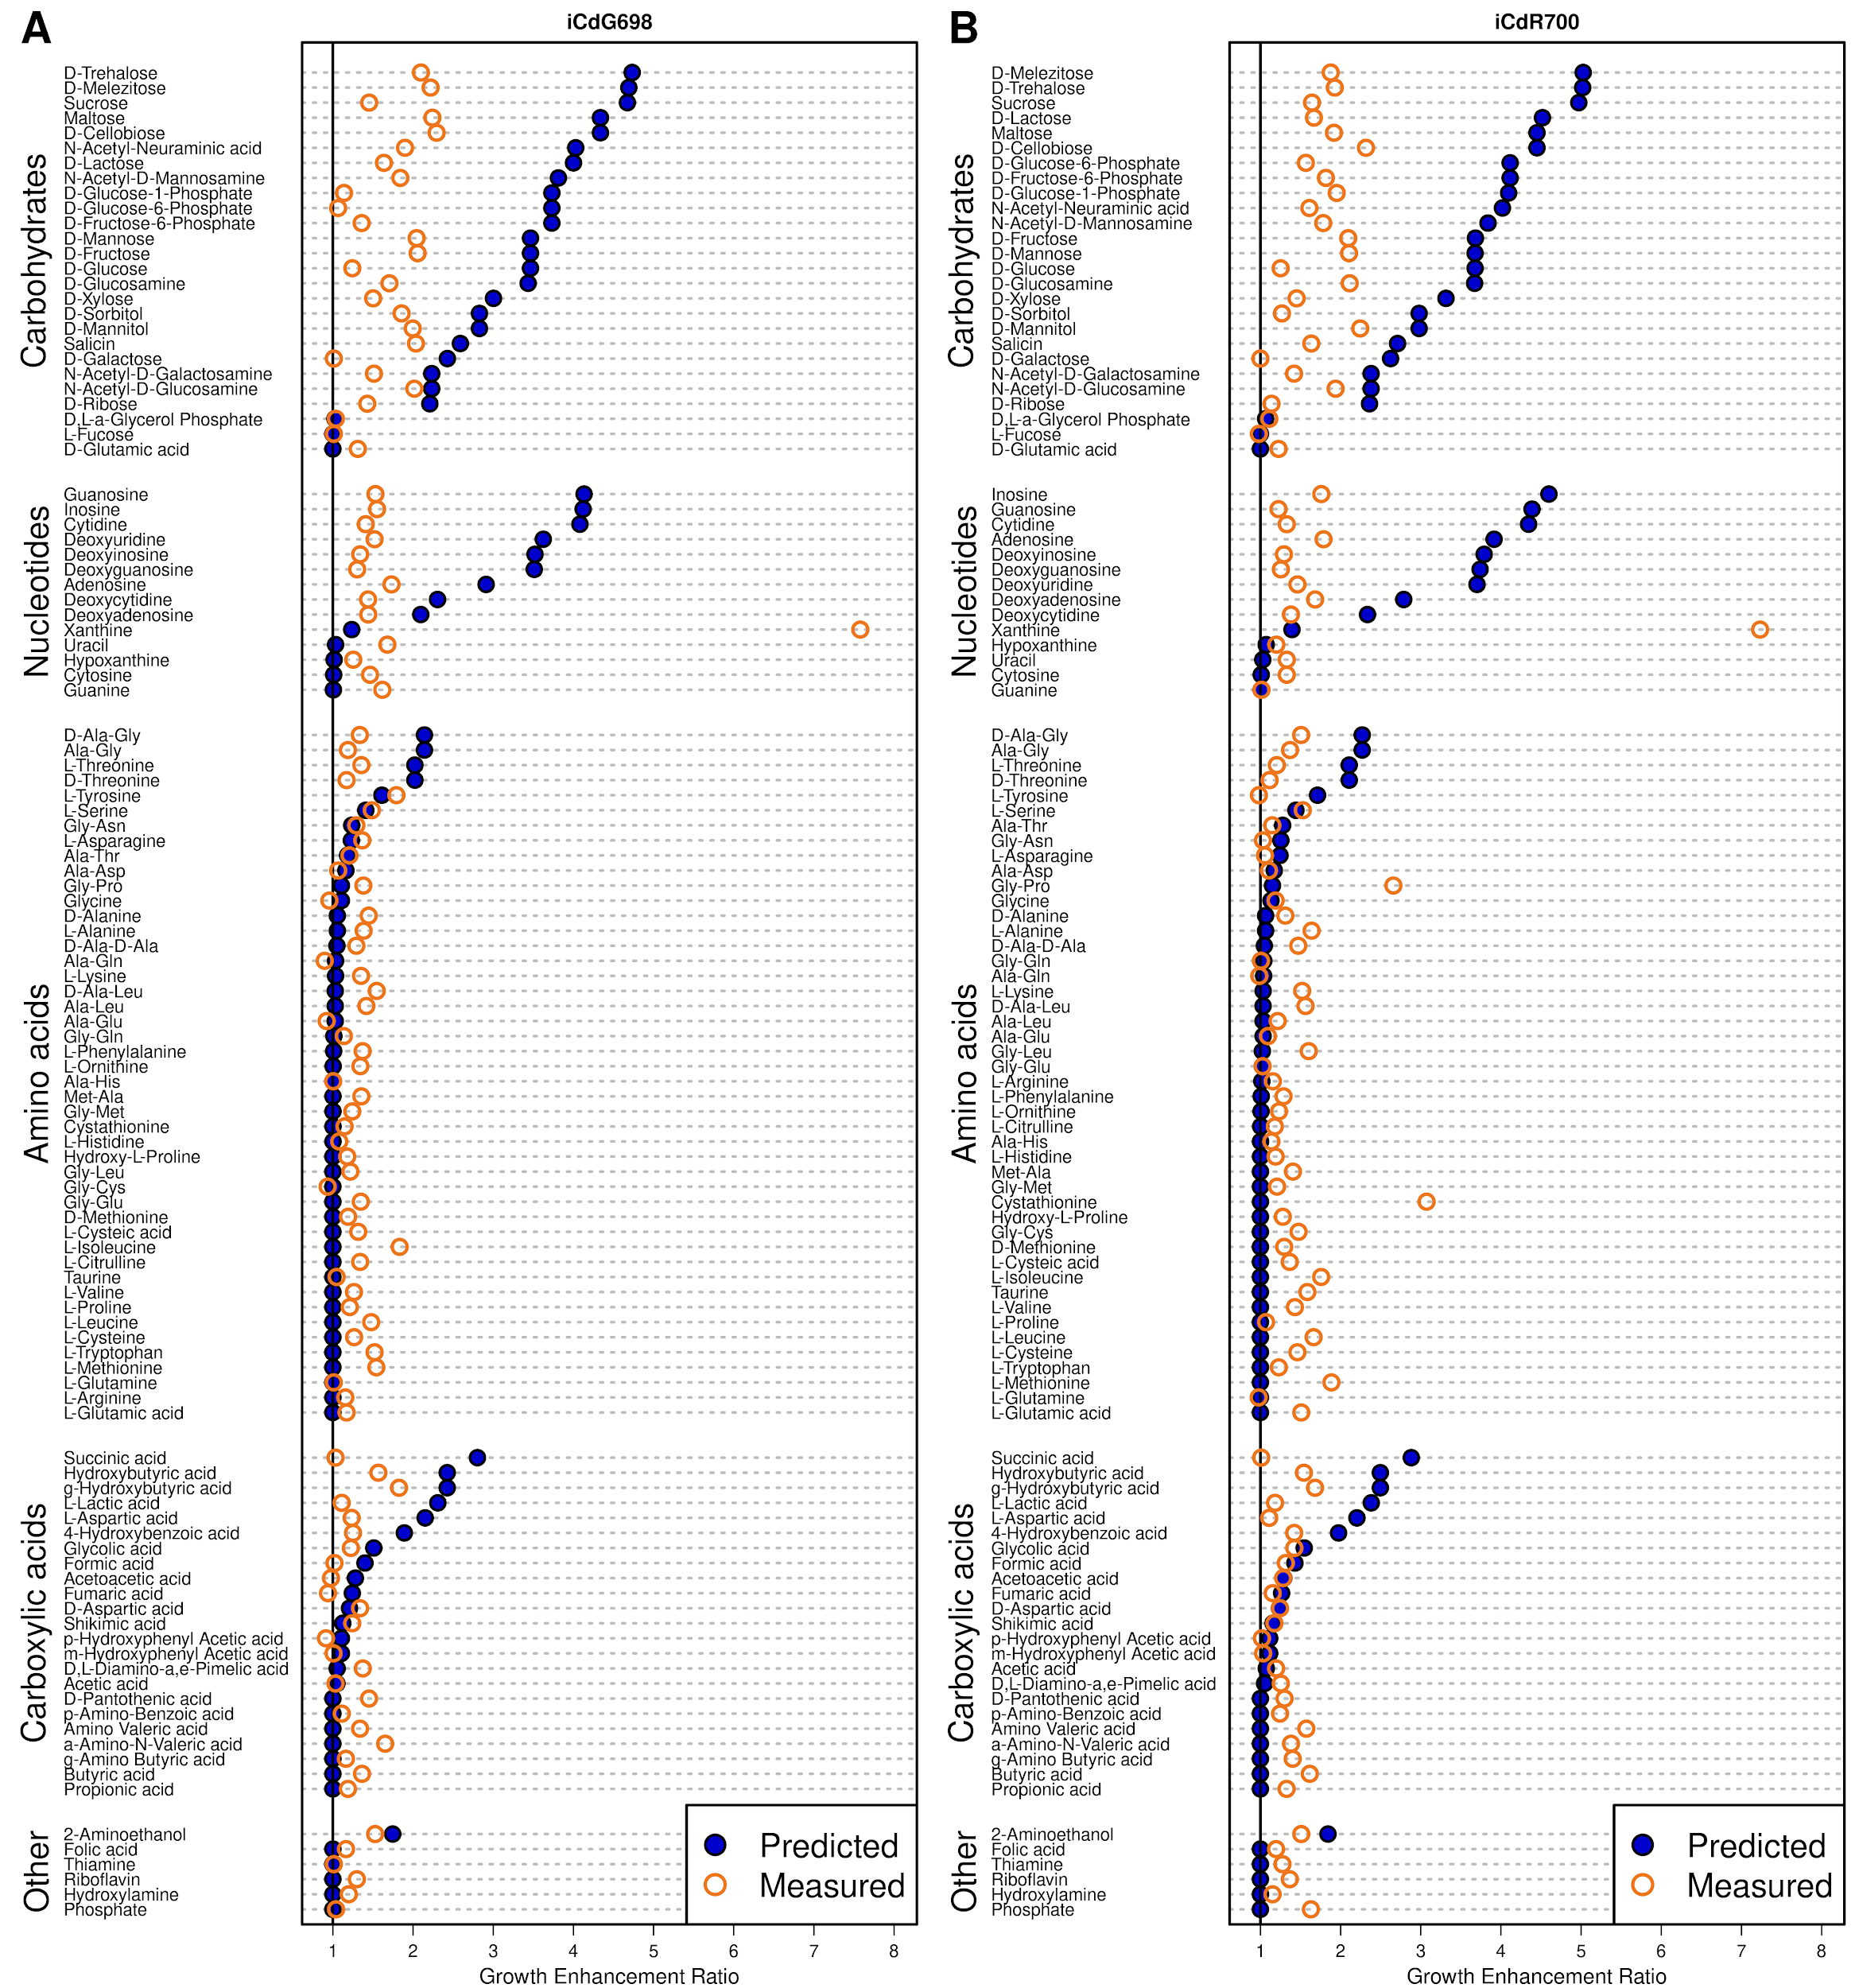 A
iCdG698
Carbohydrates
D-Trehalose
D-Melezitose
Sucrose
Maltose
D-Cellobiose
N-Acetyl-Neuraminic acid
D-Lactose
N-Acetyl-D-Mannosamine
D-Glucose-1-Phosphate
D-Glucose-6-Phosphate
D-Fructose-6-Phosphate
D-Mannose
D-Fructose
D-Glucose
D-Glucosamine
D-Xylose
D-Sorbitol
D-Mannitol
Salicin
D-Galactose
N-Acetyl-D-Galactosamine
N-Acetyl-D-Glucosamine
D-Ribose
D,L-a-Glycerol Phosphate
L-Fucose
D-Glutamic acid
Nucleotides
Guanosine
Inosine
Cytidine
Deoxyuridine
Deoxyinosine
Deoxyguanosine
Adenosine
Deoxycytidine
Deoxyadenosine
Xanthine
Uracil
Hypoxanthine
Cytosine
Guanine
Amino acids
D-Ala-Gly
Ala-Gly
L-Threonine
D-Threonine
L-Tyrosine
L-Serine
Gly-Asn
L-Asparagine
Ala-Thr
Ala-Asp
Gly-Pro
Glycine
D-Alanine
L-Alanine
D-Ala-D-Ala
Ala-Gln
L-Lysine
D-Ala-Leu
Ala-Leu
Ala-Glu
Gly-Gln
L-Phenylalanine
L-Ornithine
Ala-His
Met-Ala
Gly-Met
Cystathionine
L-Histidine
Hydroxy-L-Proline
Gly-Leu
Gly-Cys
Gly-Glu
D-Methionine
L-Cysteic acid
L-Isoleucine
L-Citrulline
Taurine
L-Valine
L-Proline
L-Leucine
L-Cysteine
L-Tryptophan
L-Methionine
L-Glutamine
L-Arginine
L-Glutamic acid
Carboxylic acids
Succinic acid
Hydroxybutyric acid
g-Hydroxybutyric acid
L-Lactic acid
L-Aspartic acid
4-Hydroxybenzoic acid
Glycolic acid
Formic acid
Acetoacetic acid
Fumaric acid
D-Aspartic acid
Shikimic acid
p-Hydroxyphenyl Acetic acid
m-Hydroxyphenyl Acetic acid
D,L-Diamino-a,e-Pimelic acid
Acetic acid
D-Pantothenic acid
p-Amino-Benzoic acid
Amino Valeric acid
a-Amino-N-Valeric acid
g-Amino Butyric acid
Butyric acid
Propionic acid
Other
2-Aminoethanol
Folic acid
Thiamine
Riboflavin
Hydroxylamine
Phosphate
Predicted
Measured
1 2 3 4 5 6 7 8
Growth Enhancement Ratio
B
iCdR700
Carbohydrates
D-Melezitose
D-Trehalose
Sucrose
D-Lactose
Maltose
D-Cellobiose
D-Glucose-6-Phosphate
D-Fructose-6-Phosphate
D-Glucose-1-Phosphate
N-Acetyl-Neuraminic acid
N-Acetyl-D-Mannosamine
D-Fructose
D-Mannose
D-Glucose
D-Glucosamine
D-Xylose
D-Sorbitol
D-Mannitol
Salicin
D-Galactose
N-Acetyl-D-Galactosamine
N-Acetyl-D-Glucosamine
D-Ribose
D,L-a-Glycerol Phosphate
L-Fucose
D-Glutamic acid
Nucleotides
Inosine
Guanosine
Cytidine
Adenosine
Deoxyinosine
Deoxyguanosine
Deoxyuridine
Deoxyadenosine
Deoxycytidine
Xanthine
Hypoxanthine
Uracil
Cytosine
Guanine
Amino acids
D-Ala-Gly
Ala-Gly
L-Threonine
D-Threonine
L-Tyrosine
L-Serine
Ala-Thr
Gly-Asn
L-Asparagine
Ala-Asp
Gly-Pro
Glycine
D-Alanine
L-Alanine
D-Ala-D-Ala
Gly-Gln
Ala-Gln
L-Lysine
D-Ala-Leu
Ala-Leu
Ala-Glu
Gly-Leu
Gly-Glu
L-Arginine
L-Phenylalanine
L-Ornithine
L-Citrulline
Ala-His
L-Histidine
Met-Ala
Gly-Met
Cystathionine
Hydroxy-L-Proline
Gly-Cys
D-Methionine
L-Cysteic acid
L-Isoleucine
Taurine
L-Valine
L-Proline
L-Leucine
L-Cysteine
L-Tryptophan
L-Methionine
L-Glutamine
L-Glutamic acid
Carboxylic acids
Succinic acid
Hydroxybutyric acid
g-Hydroxybutyric acid
L-Lactic acid
L-Aspartic acid
4-Hydroxybenzoic acid
Glycolic acid
Formic acid
Acetoacetic acid
Fumaric acid
D-Aspartic acid
Shikimic acid
p-Hydroxyphenyl Acetic acid
m-Hydroxyphenyl Acetic acid
Acetic acid
D,L-Diamino-a,e-Pimelic acid
D-Pantothenic acid
p-Amino-Benzoic acid
Amino Valeric acid
a-Amino-N-Valeric acid
g-Amino Butyric acid
Butyric acid
Propionic acid
Other
2-Aminoethanol
Folic acid
Thiamine
Riboflavin
Hydroxylamine
Phosphate
Predicted
Measured
1 2 3 4 5 6 7 8
Growth Enhancement Ratio